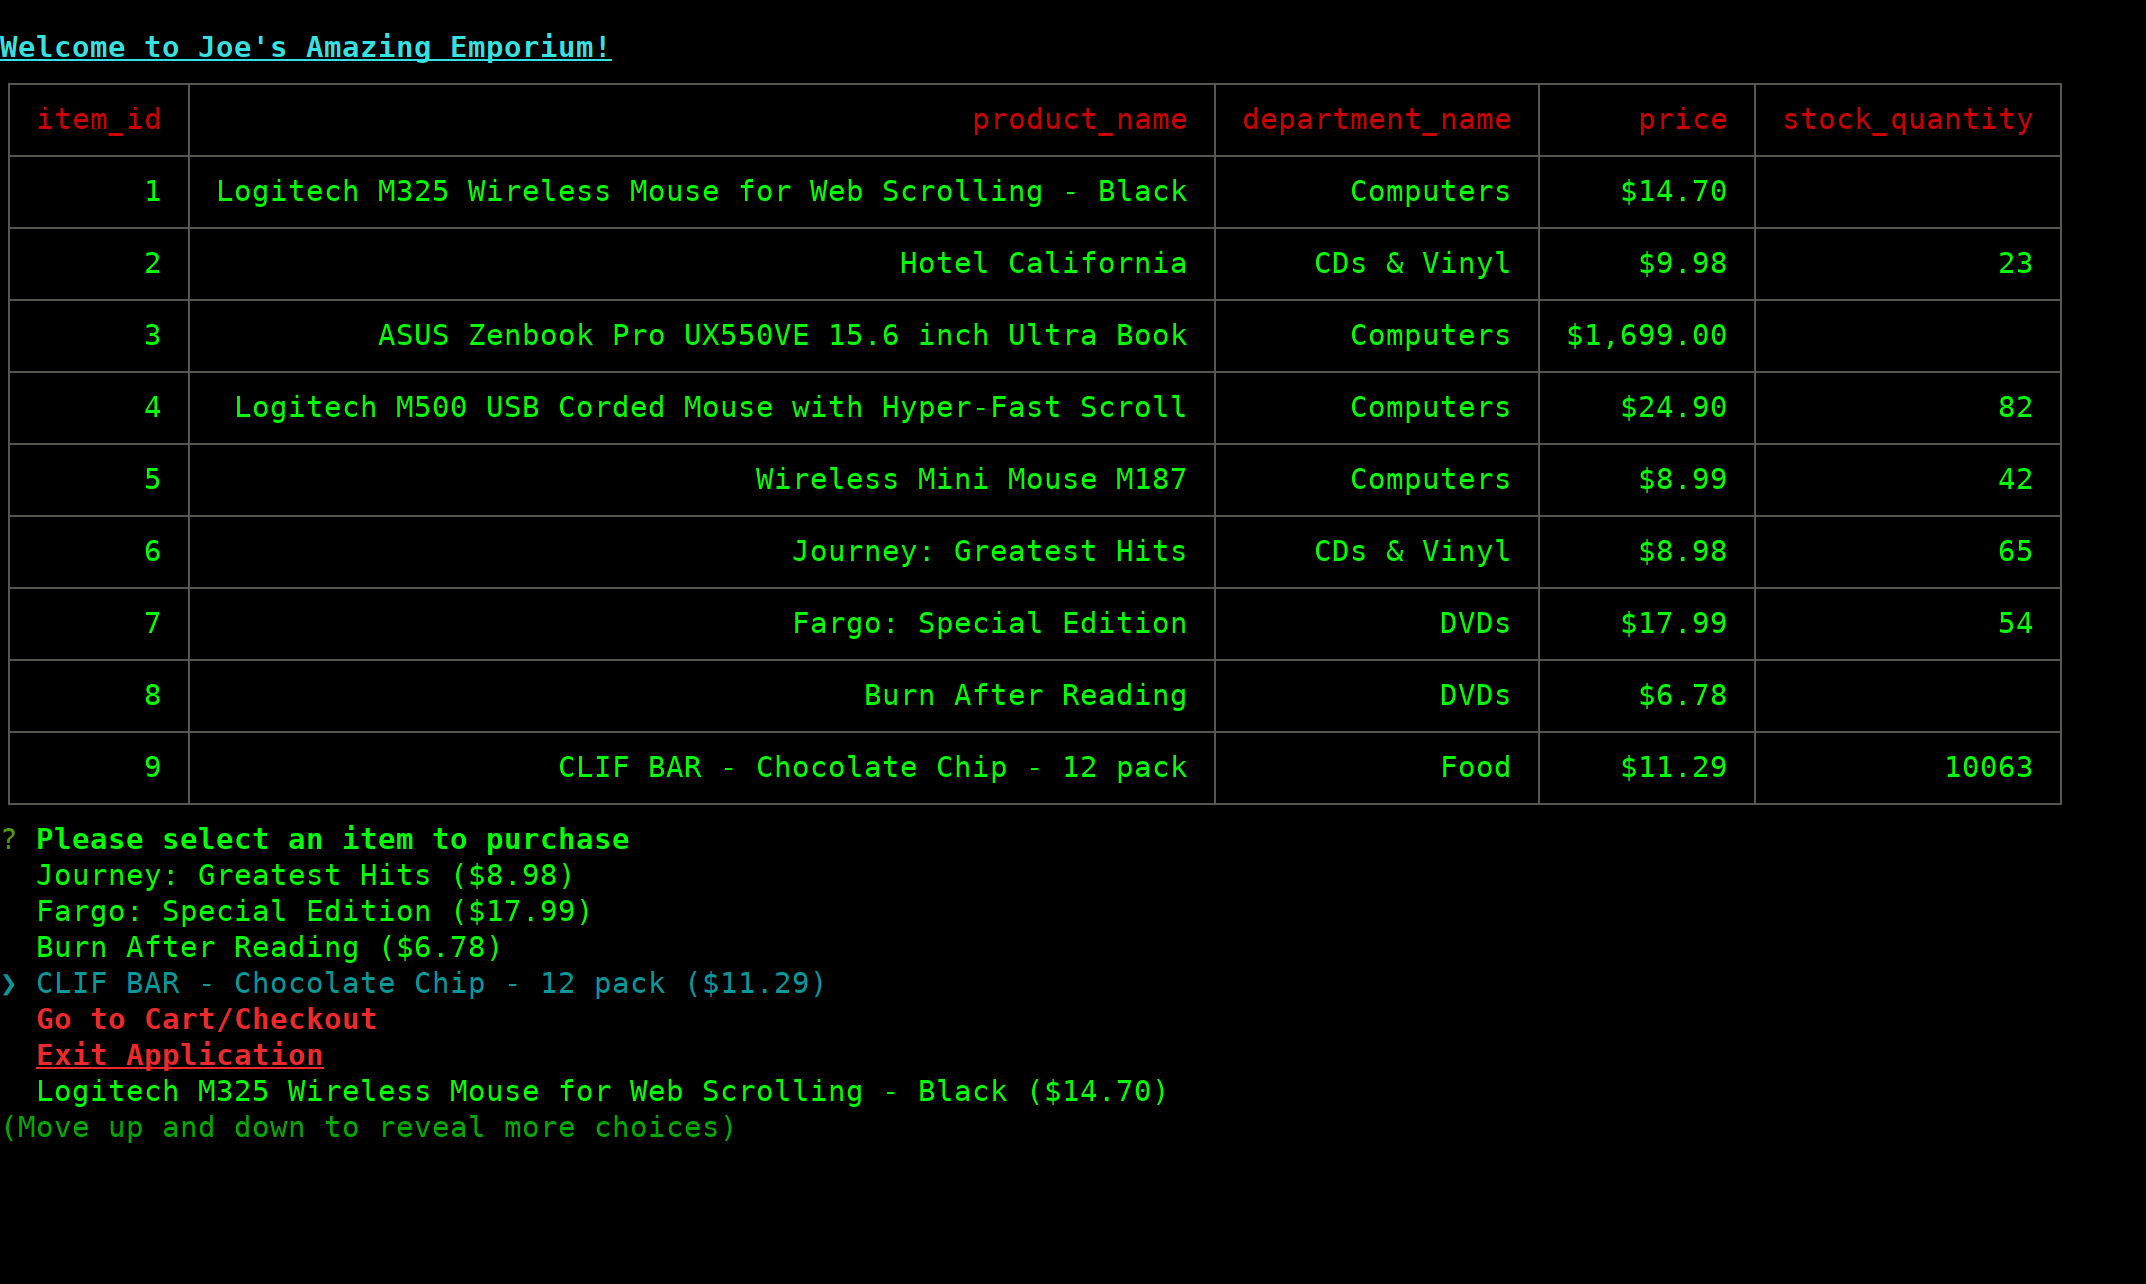 Welcome to Joe's Amazing Emporium!
item_id product_name department_name price stock_quantity
1 Logitech M325 Wireless Mouse for Web Scrolling - Black Computers $14.70
2 Hotel California CDs & Vinyl $9.98 23
3 ASUS Zenbook Pro UX550VE 15.6 inch Ultra Book Computers $1,699.00
4 Logitech M500 USB Corded Mouse with Hyper-Fast Scroll Computers $24.90 82
5 Wireless Mini Mouse M187 Computers $8.99 42
6 Journey: Greatest Hits CDs & Vinyl $8.98 65
7 Fargo: Special Edition DVDs $17.99 54
8 Burn After Reading DVDs $6.78
9 CLIF BAR - Chocolate Chip - 12 pack Food $11.29 10063
? Please select an item to purchase
Journey: Greatest Hits ($8.98)
Fargo: Special Edition ($17.99)
Burn After Reading ($6.78)
❯ CLIF BAR - Chocolate Chip - 12 pack ($11.29)
Go to Cart/Checkout
Exit Application
Logitech M325 Wireless Mouse for Web Scrolling - Black ($14.70)
(Move up and down to reveal more choices)